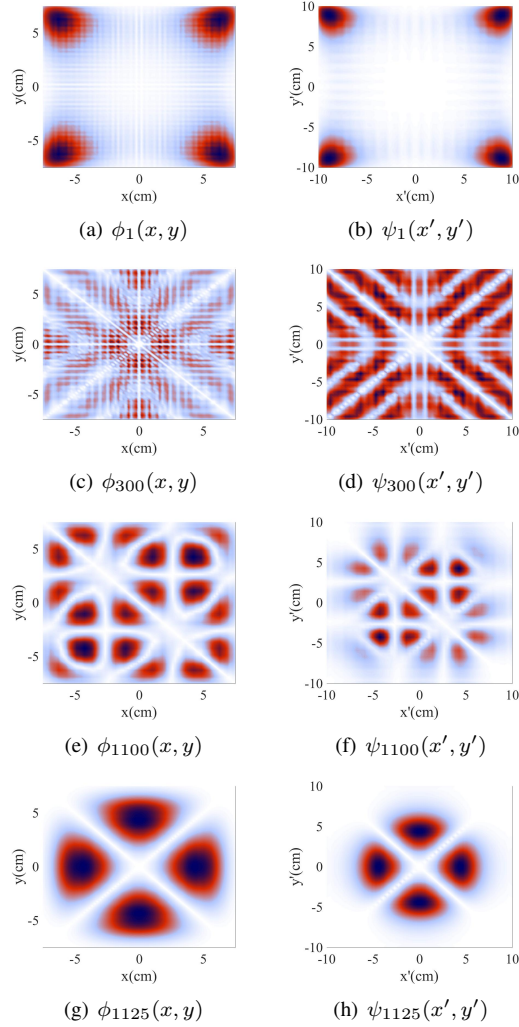 5
0
-5
y(cm)
-5 0 5
x(cm)
(a) ϕ₁(x, y)
10
5
0
-5
-10
y'(cm)
-10 -5 0 5 10
x'(cm)
(b) ψ₁(x′, y′)
5
0
-5
y(cm)
-5 0 5
x(cm)
(c) ϕ₃₀₀(x, y)
10
5
0
-5
-10
y'(cm)
-10 -5 0 5 10
x'(cm)
(d) ψ₃₀₀(x′, y′)
5
0
-5
y(cm)
-5 0 5
x(cm)
(e) ϕ₁₁₀₀(x, y)
10
5
0
-5
-10
y'(cm)
-10 -5 0 5 10
x'(cm)
(f) ψ₁₁₀₀(x′, y′)
5
0
-5
y(cm)
-5 0 5
x(cm)
(g) ϕ₁₁₂₅(x, y)
10
5
0
-5
-10
y'(cm)
-10 -5 0 5 10
x'(cm)
(h) ψ₁₁₂₅(x′, y′)